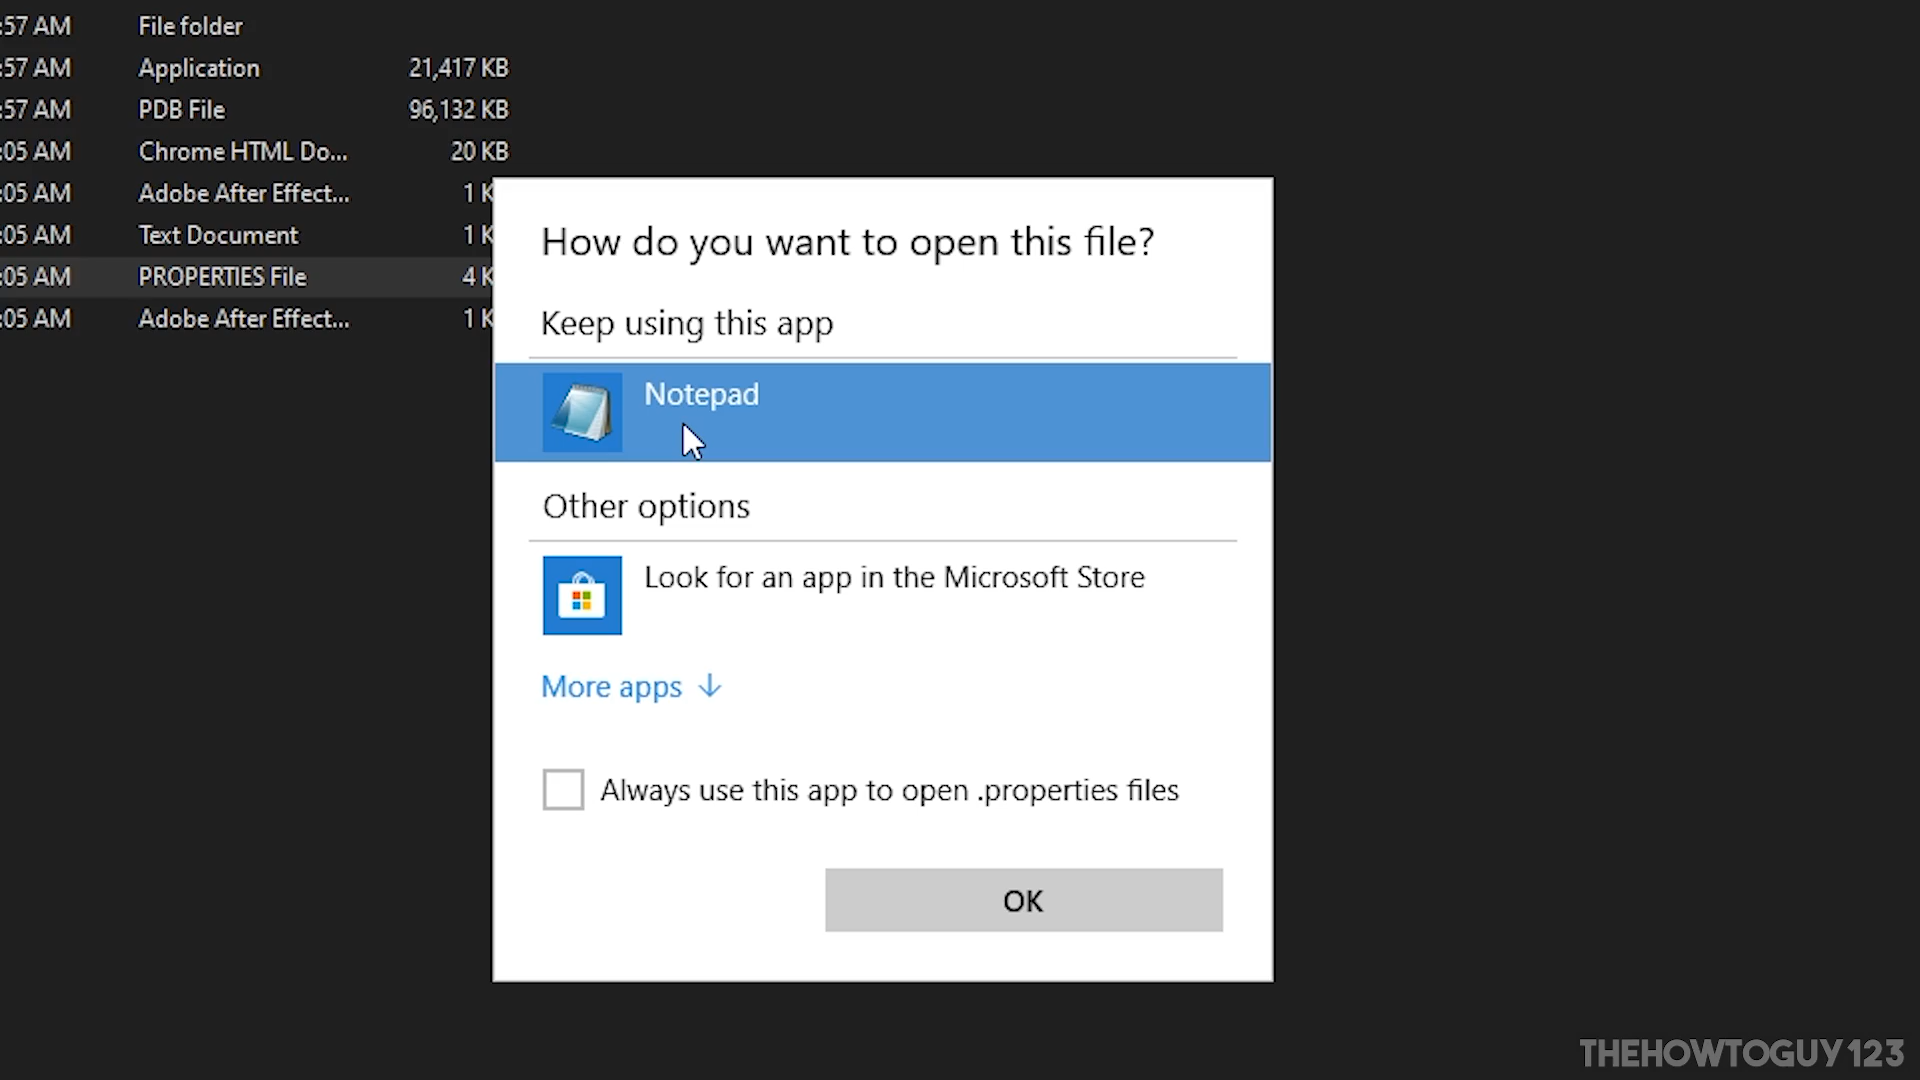 :57 AM File folder
:57 AM Application 21,417 KB
:57 AM PDB File 96,132 KB
:05 AM Chrome HTML Do... 20 KB
:05 AM Adobe After Effect... 1 K
:05 AM Text Document 1 K
:05 AM PROPERTIES File 4 K
:05 AM Adobe After Effect... 1 K
How do you want to open this file?
Keep using this app
Notepad
Other options
Look for an app in the Microsoft Store
More apps ↓
Always use this app to open .properties files
OK
THEHOWTOGUY123